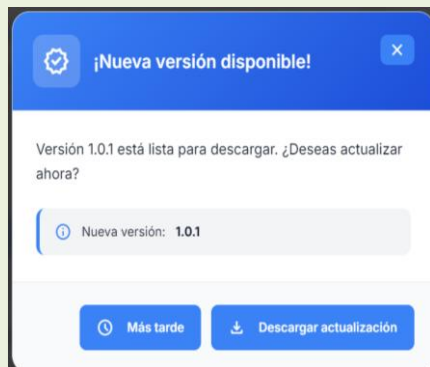 ¡Nueva versión disponible!
Versión 1.0.1 está lista para descargar. ¿Deseas actualizar
ahora?
Nueva versión: 1.0.1
Más tarde
Descargar actualización